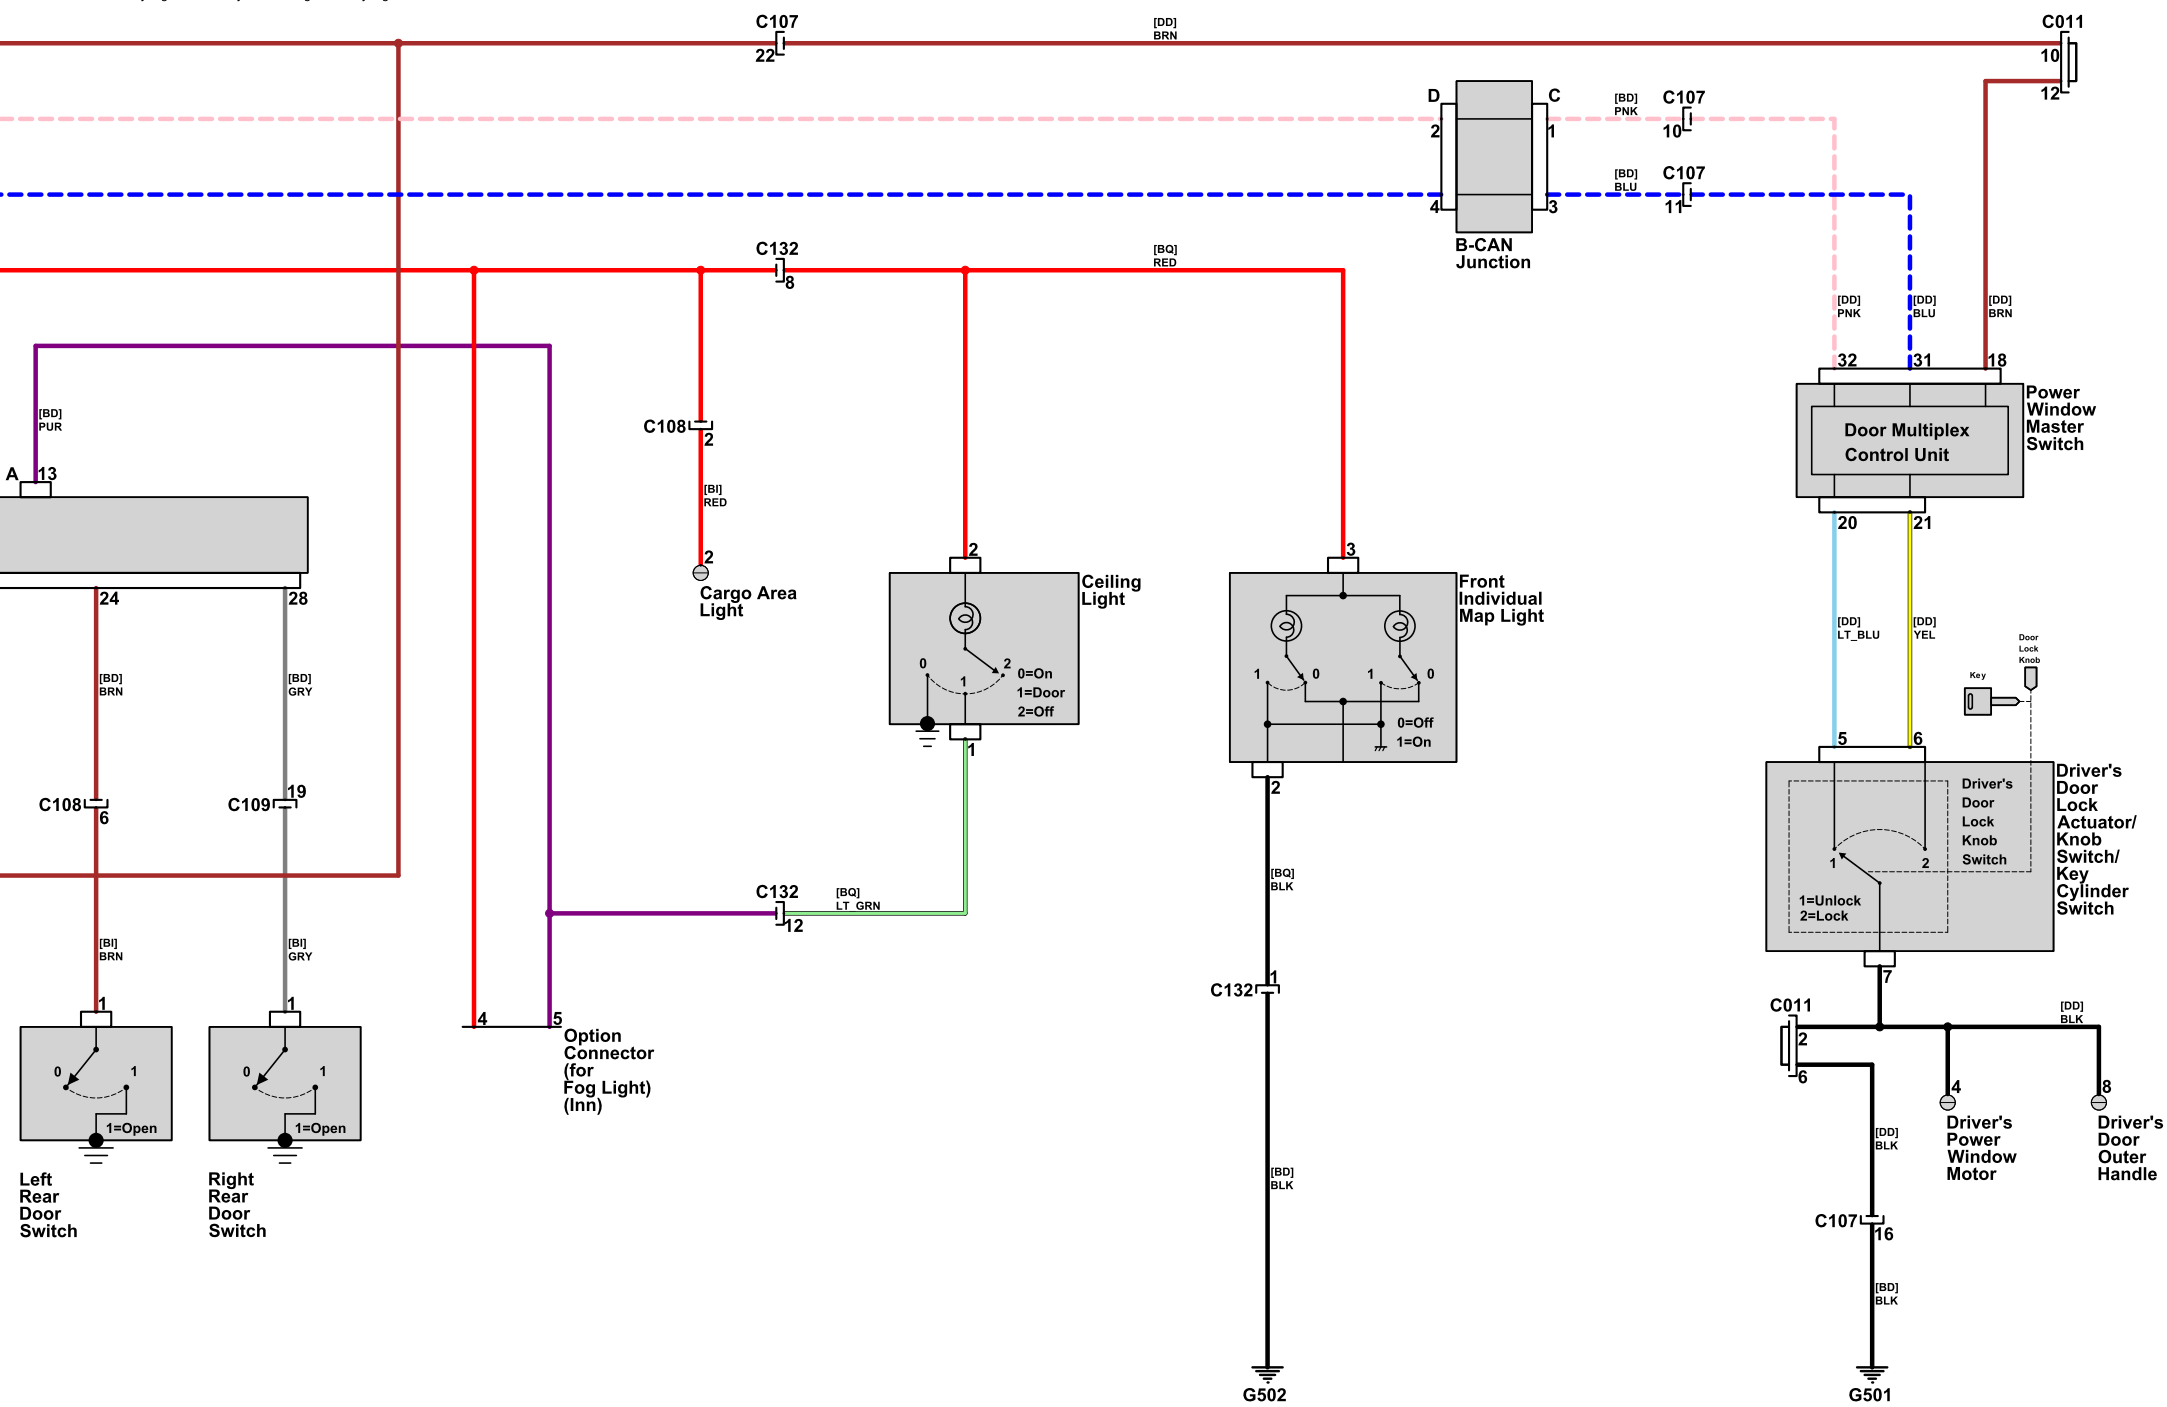 C107
22
[DD]
BRN
C011
10
12
D
C
2
1
4
3
B-CAN
Junction
[BD]
PNK
C107
10
[BD]
BLU
C107
11
C132
8
[BQ]
RED
[DD]
PNK
[DD]
BLU
[DD]
BRN
32
31
18
Power
Window
Master
Switch
Door Multiplex
Control Unit
20
21
[BD]
PUR
A
13
C108
2
[BI]
RED
2
Cargo Area
Light
24
28
2
Ceiling
Light
0
2
1
0=On
1=Door
2=Off
1
3
Front
Individual
Map Light
1
0
1
0
0=Off
1=On
2
[DD]
LT_BLU
[DD]
YEL
Door
Lock
Knob
Key
[BD]
BRN
[BD]
GRY
C108
6
C109
19
5
6
Driver's
Door
Lock
Actuator/
Knob
Switch/
Key
Cylinder
Switch
Driver's
Door
Lock
Knob
Switch
1
2
1=Unlock
2=Lock
7
C132
12
[BQ]
LT_GRN
[BQ]
BLK
[BI]
BRN
[BI]
GRY
C132
1
1
1
4
5
Option
Connector
(for
Fog Light)
(Inn)
0
1
1=Open
0
1
1=Open
Left
Rear
Door
Switch
Right
Rear
Door
Switch
C011
2
6
[DD]
BLK
4
8
Driver's
Power
Window
Motor
Driver's
Door
Outer
Handle
[DD]
BLK
[BD]
BLK
C107
16
[BD]
BLK
G502
G501